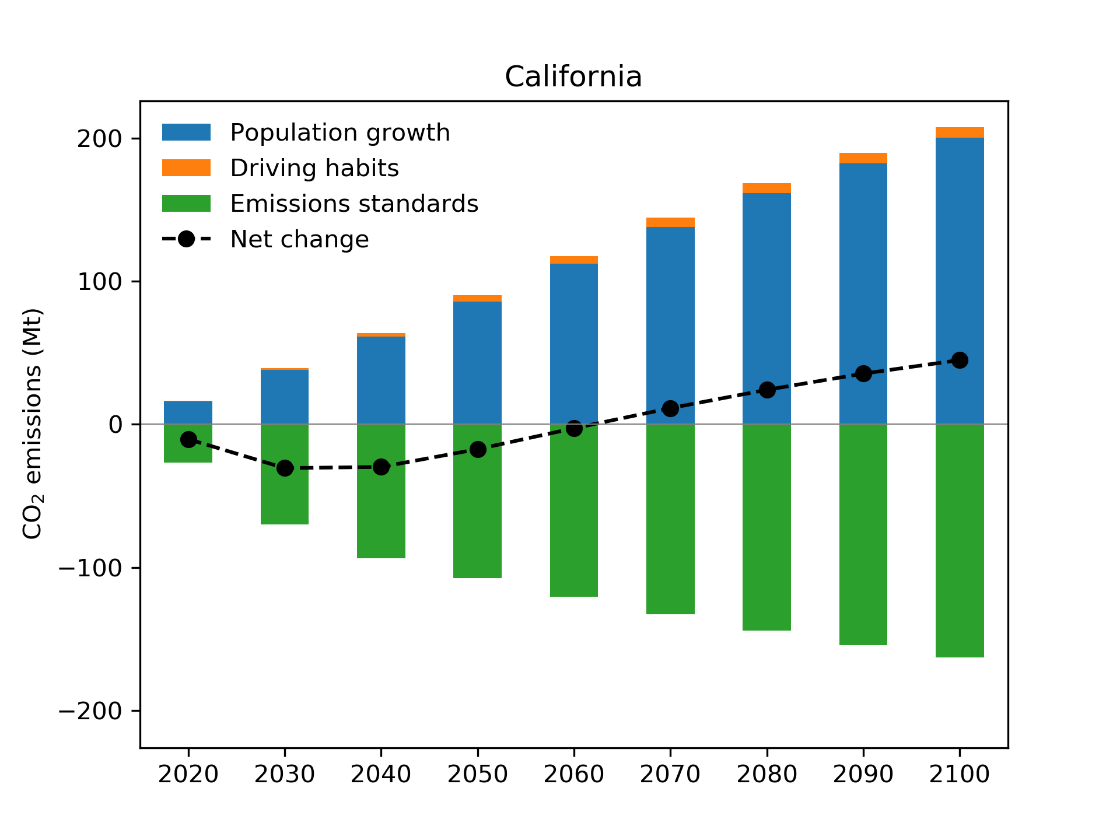 California
Population growth
Driving habits
Emissions standards
Net change
CO₂ emissions (Mt)
200
100
0
−100
−200
2020 2030 2040 2050 2060 2070 2080 2090 2100